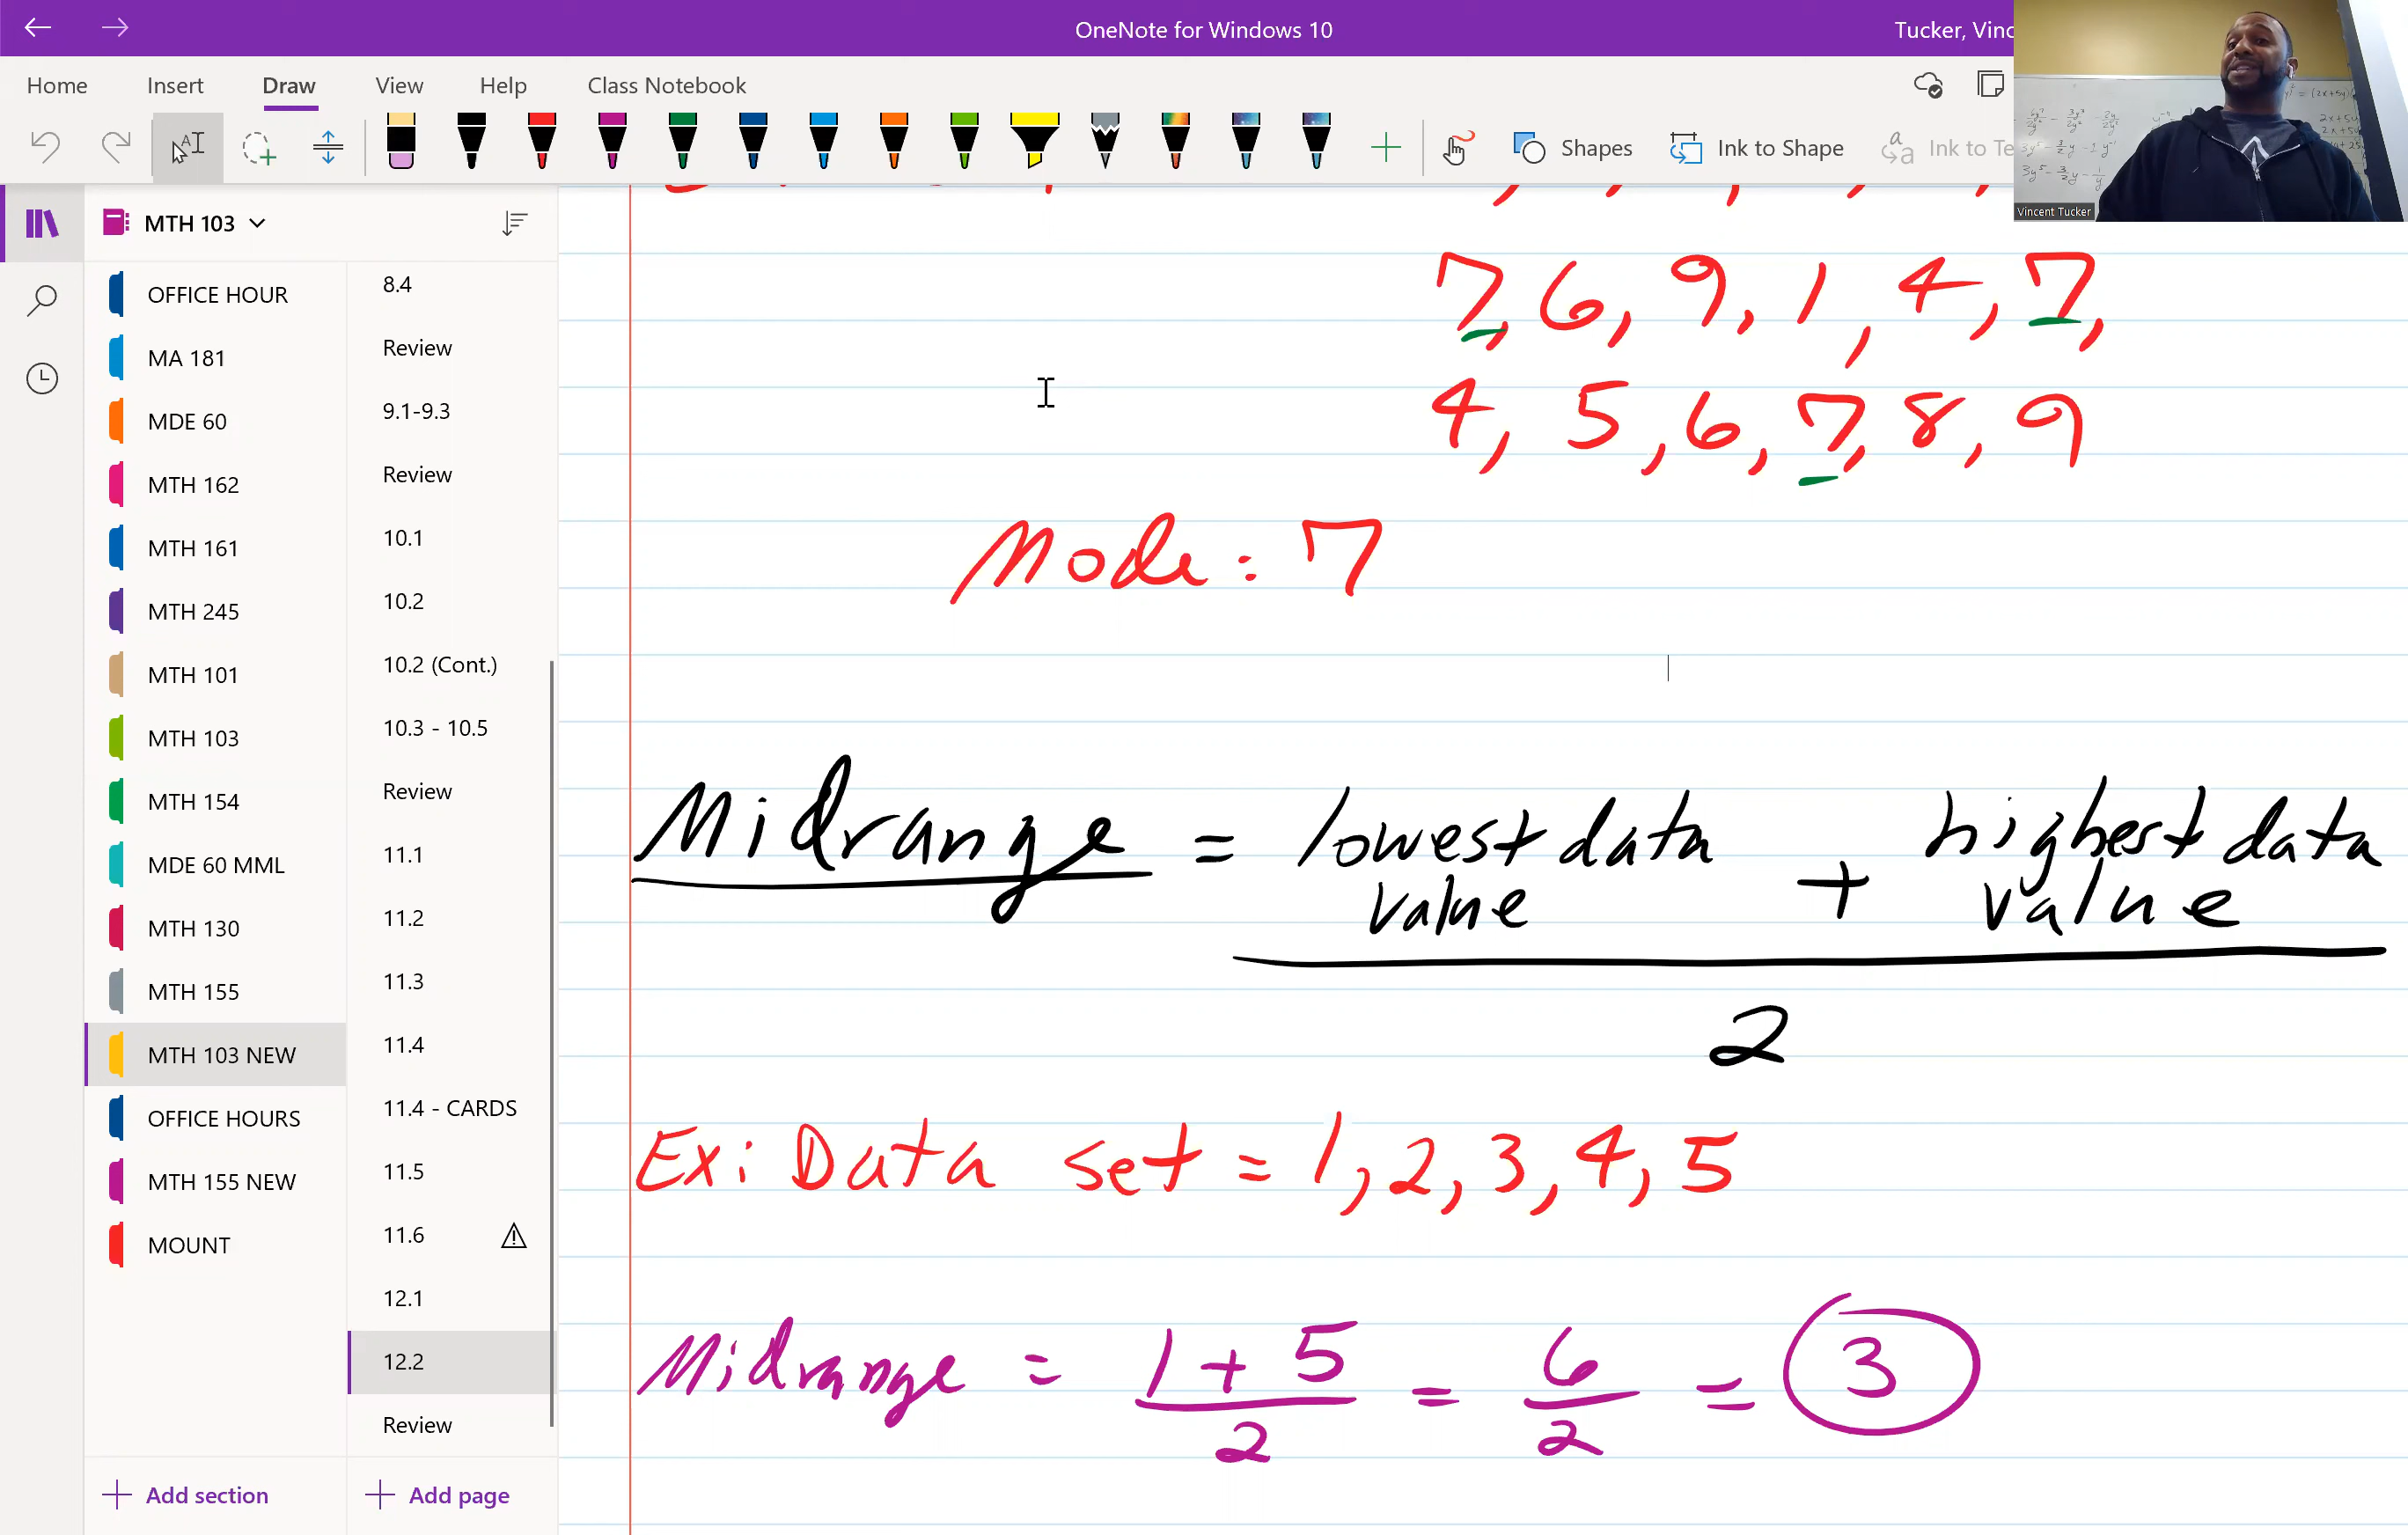 OneNote for Windows 10
Tucker, Vinc
Home Insert Draw View Help Class Notebook
Shapes Ink to Shape Ink to Te
Vincent Tucker
MTH 103
OFFICE HOUR
MA 181
MDE 60
MTH 162
MTH 161
MTH 245
MTH 101
MTH 103
MTH 154
MDE 60 MML
MTH 130
MTH 155
MTH 103 NEW
OFFICE HOURS
MTH 155 NEW
MOUNT
Add section
8.4
Review
9.1-9.3
Review
10.1
10.2
10.2 (Cont.)
10.3 - 10.5
Review
11.1
11.2
11.3
11.4
11.4 - CARDS
11.5
11.6
12.1
12.2
Review
Add page
7, 6, 9, 1, 4, 7,
4, 5, 6, 7, 8, 9
Mode: 7
Midrange = lowest data + highest data
value value
2
Ex: Data set = 1, 2, 3, 4, 5
Midrange = 1 + 5 = 6 = 3
2 2